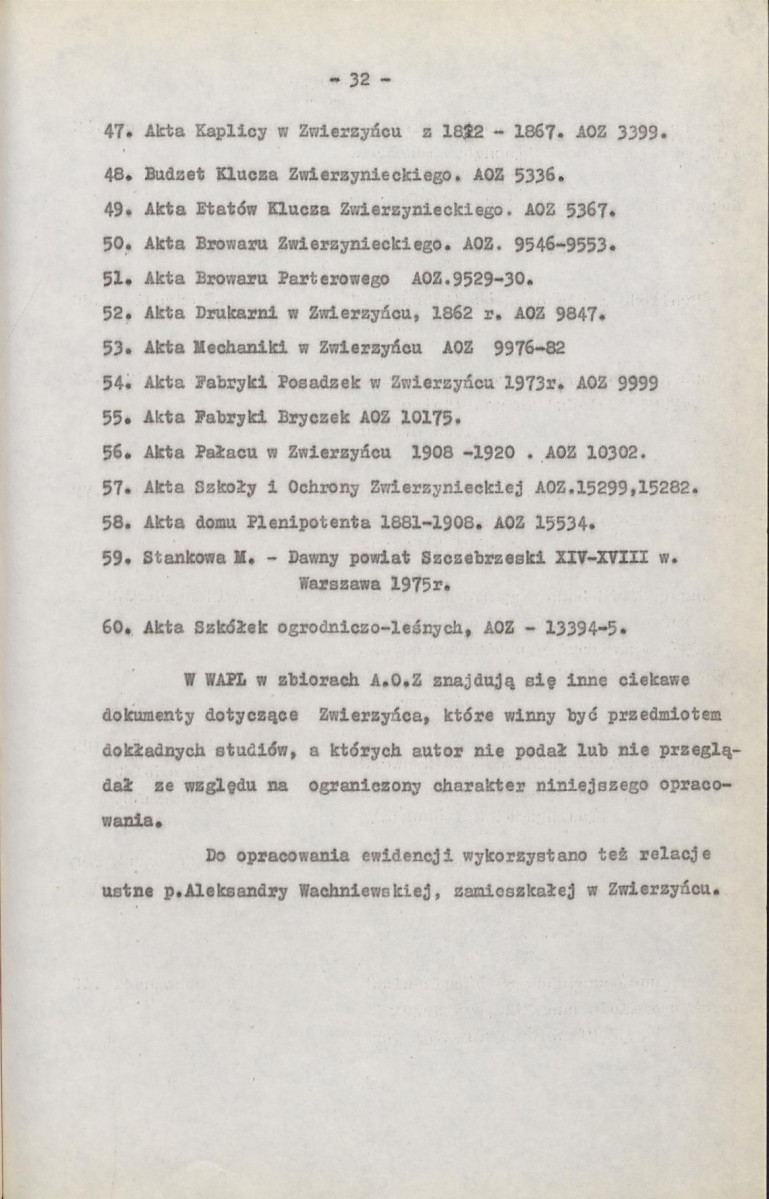 - 32 -
47. Akta Kaplicy w Zwierzyńcu z 1822 - 1867. AOZ 3399.
48. Budzet Klucza Zwierzynieckiego. AOZ 5336.
49. Akta Etatów Klucza Zwierzynieckiego. AOZ 5367.
50. Akta Browaru Zwierzynieckiego. AOZ. 9546-9553.
51. Akta Browaru Parterowego AOZ.9529-30.
52. Akta Drukarni w Zwierzyńcu, 1862 r. AOZ 9847.
53. Akta Mechaniki w Zwierzyńcu AOZ 9976-82
54. Akta Fabryki Posadzek w Zwierzyńcu 1973r. AOZ 9999
55. Akta Fabryki Bryczek AOZ 10175.
56. Akta Pałacu w Zwierzyńcu 1908 -1920 . AOZ 10302.
57. Akta Szkoły i Ochrony Zwierzynieckiej AOZ.15299,15282.
58. Akta domu Plenipotenta 1881-1908. AOZ 15534.
59. Stankowa M. - Dawny powiat Szczebrzeski XIV-XVIII w.
Warszawa 1975r.
60. Akta Szkółek ogrodniczo-leśnych, AOZ - 13394-5.
W WAPL w zbiorach A.O.Z znajdują się inne ciekawe
dokumenty dotyczące Zwierzyńca, które winny być przedmiotem
dokładnych studiów, a których autor nie podał lub nie przeglą-
dał ze względu na ograniczony charakter niniejszego opraco-
wania.
Do opracowania ewidencji wykorzystano też relacje
ustne p.Aleksandry Wachniewskiej, zamieszkałej w Zwierzyńcu.